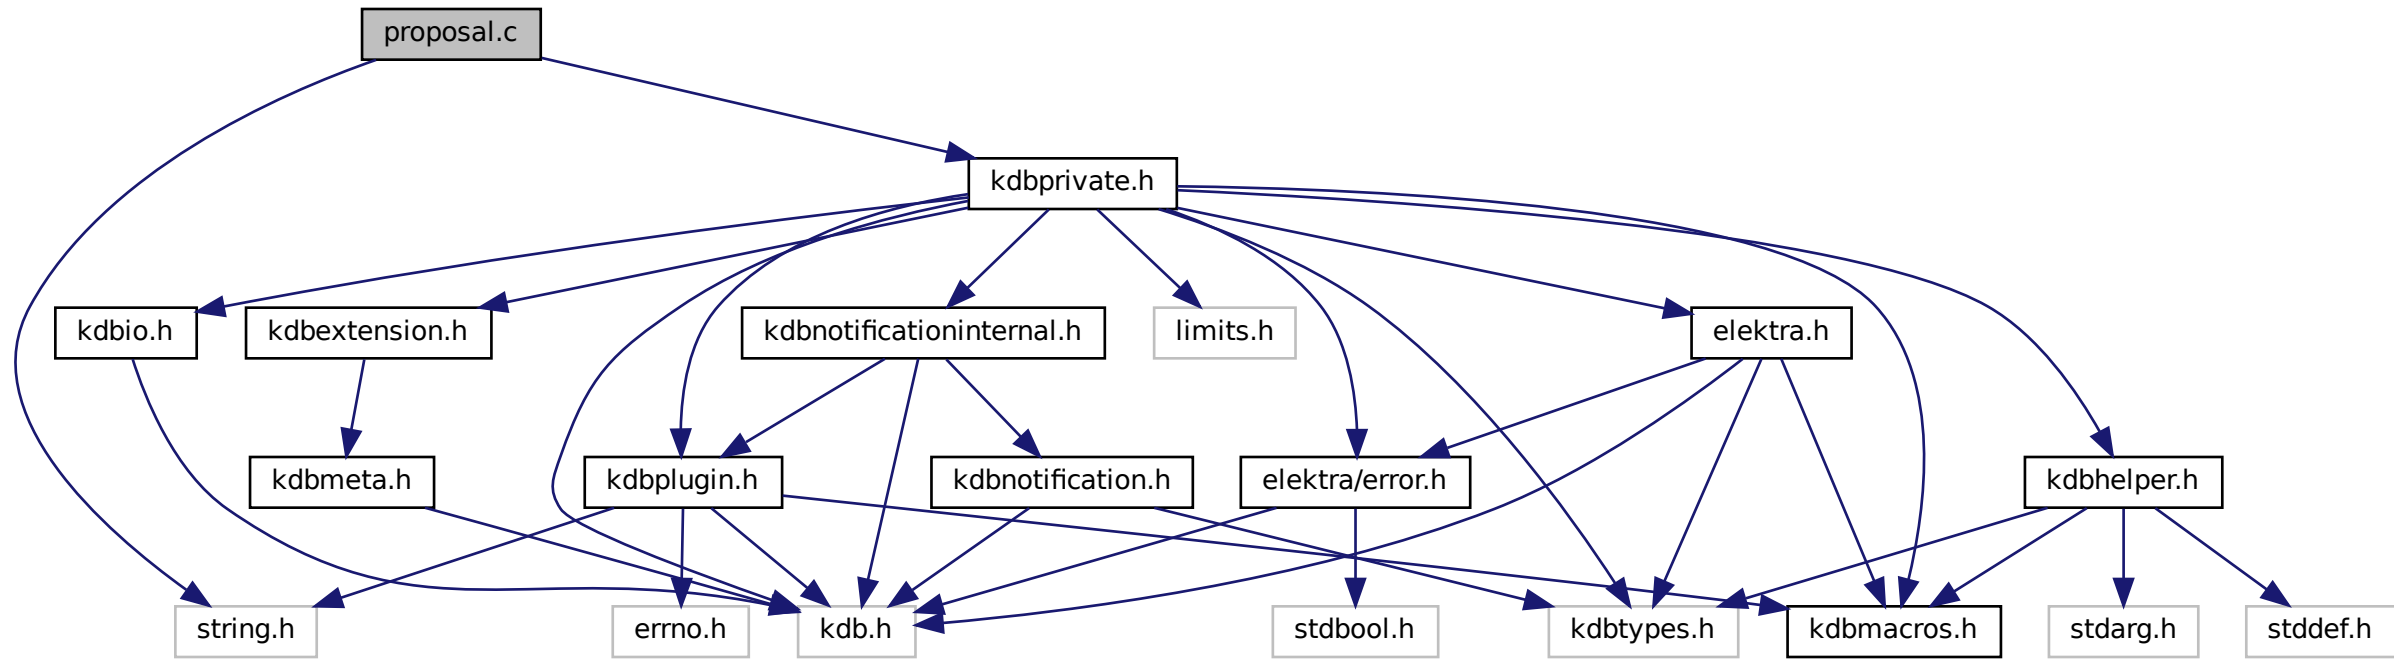 proposal.c
kdbprivate.h
kdbio.h
kdbextension.h
kdbnotificationinternal.h
limits.h
elektra.h
kdbmeta.h
kdbplugin.h
kdbnotification.h
elektra/error.h
kdbhelper.h
string.h
errno.h
kdb.h
stdbool.h
kdbtypes.h
kdbmacros.h
stdarg.h
stddef.h